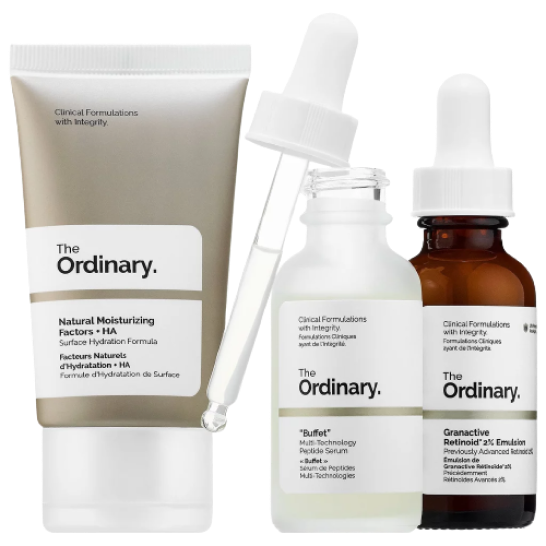 Clinical Formulations
with Integrity.
The
Ordinary.
Natural Moisturizing
Factors + HA
Surface Hydration Formula
Facteurs Naturels
d'Hydratation + HA
Formule d'Hydratation de Surface
Clinical Formulations
with Integrity.
Formulations Cliniques
ayant de l'Intégrité.
The
Ordinary.
"Buffet"
Multi-Technology
Peptide Serum
« Buffet »
Sérum de Peptides
Multi-Technologies
Clinical Formulations
with Integrity.
Formulations Cliniques
ayant de l'Intégrité
The
Ordinary.
Granactive
Retinoid* 2% Emulsion
Previously Advanced Retinoid 2%
Émulsion de
Granactive Rétinoïde* 2%
Précédemment
Rétinoïdes Avancés 2%